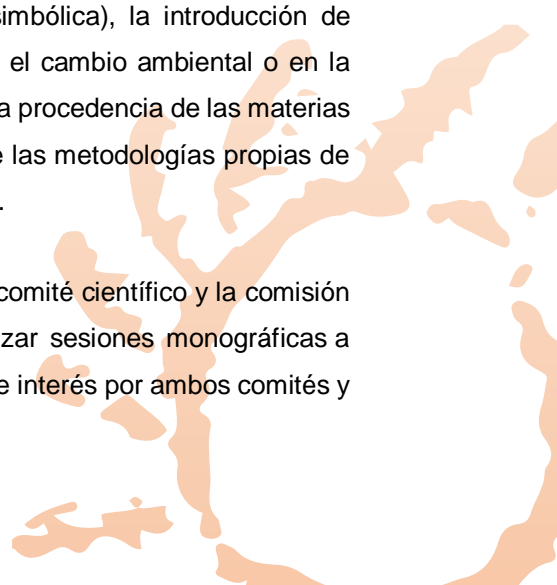 simbólica), la introducción de
el cambio ambiental o en la
a procedencia de las materias
e las metodologías propias de
.
comité científico y la comisión
zar sesiones monográficas a
e interés por ambos comités y